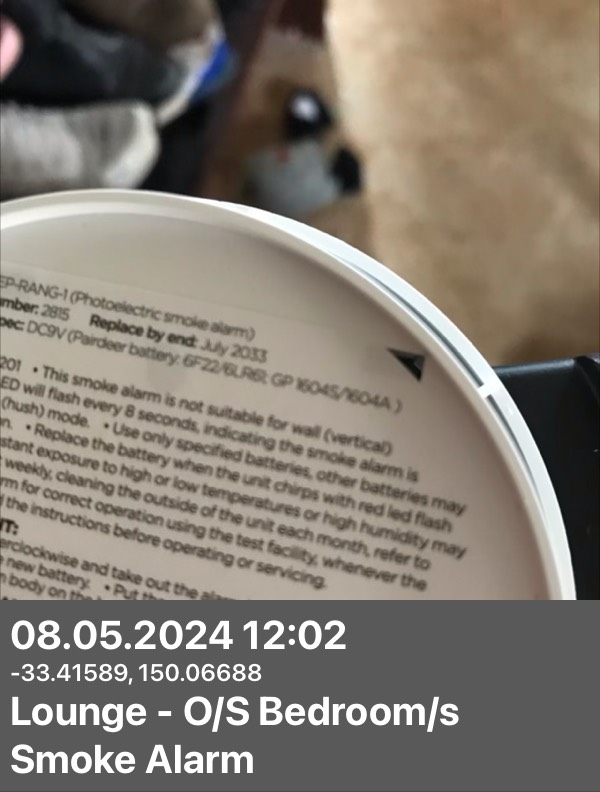 EP-RANG-1 (Photoelectric smoke alarm)
mber: 2815 Replace by end: July 2033
pec: DC9V (Pairdeer battery: 6F22/6LR61, GP 1604S/1604A )
201 • This smoke alarm is not suitable for wall (vertical)
ED will flash every 8 seconds, indicating the smoke alarm is
(hush) mode. • Use only specified batteries, other batteries may
n. • Replace the battery when the unit chirps with red led flash
stant exposure to high or low temperatures or high humidity may
weekly, cleaning the outside of the unit each month, refer to
rm for correct operation using the test facility, whenever the
the instructions before operating or servicing.
IT:
erclockwise and take out the
new battery. • Put
body on the
08.05.2024 12:02
-33.41589, 150.06688
Lounge - O/S Bedroom/s
Smoke Alarm